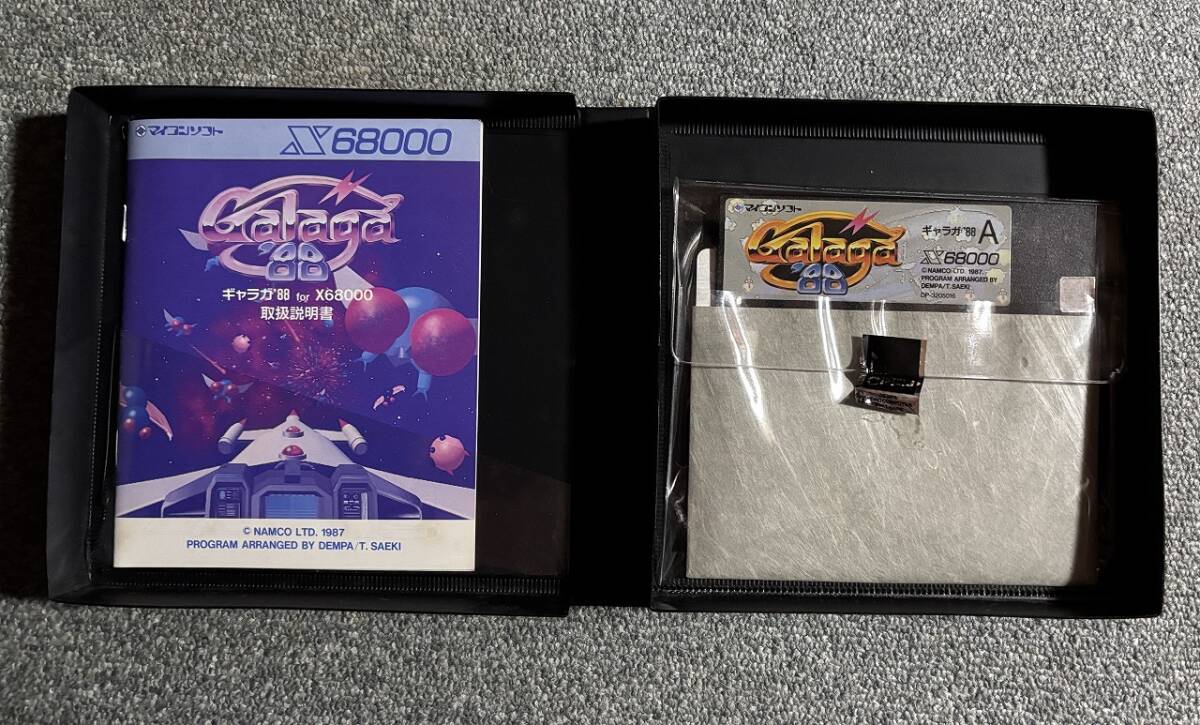 マイコンソフト
X68000
Galaga
'88
ギャラガ'88 for X68000
取扱説明書
© NAMCO LTD. 1987
PROGRAM ARRANGED BY DEMPA/T. SAEKI
マイコンソフト
Galaga
'88
ギャラガ'88 A
X68000
© NAMCO LTD. 1987.
PROGRAM ARRANGED BY
DEMPA/T.SAEKI
DP-3205016